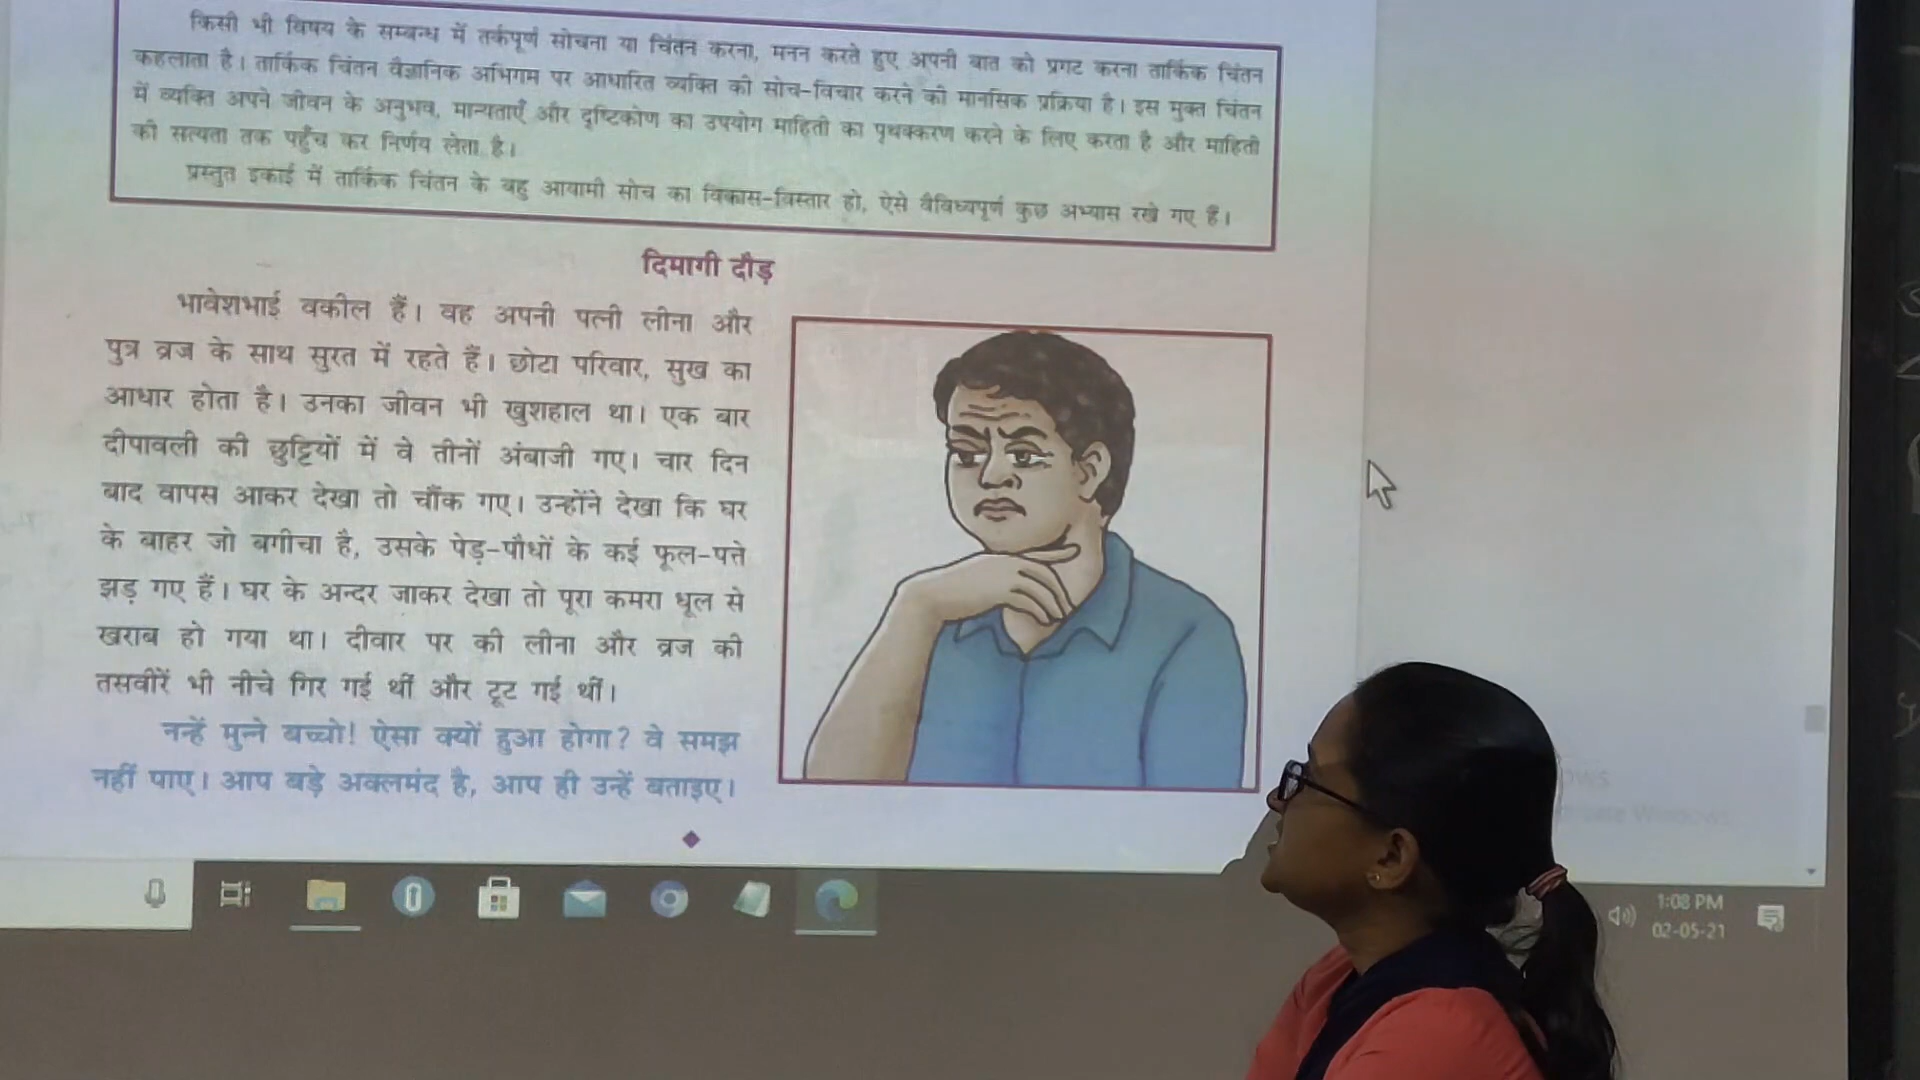 किसी भी विषय के सम्बन्ध में तर्कपूर्ण सोचना या चिंतन करना, मनन करते हुए अपनी बात को प्रगट करना तार्किक चिंतन
कहलाता है। तार्किक चिंतन वैज्ञानिक अभिगम पर आधारित व्यक्ति की सोच-विचार करने की मानसिक प्रक्रिया है। इस मुक्त चिंतन
में व्यक्ति अपने जीवन के अनुभव, मान्यताएँ और दृष्टिकोण का उपयोग माहिती का पृथक्करण करने के लिए करता है और माहिती
की सत्यता तक पहुँच कर निर्णय लेता है।
प्रस्तुत इकाई में तार्किक चिंतन के बहु आयामी सोच का विकास-विस्तार हो, ऐसे वैविध्यपूर्ण कुछ अभ्यास रखे गए हैं।
दिमागी दौड़
भावेशभाई वकील हैं। वह अपनी पत्नी लीना और
पुत्र व्रज के साथ सुरत में रहते हैं। छोटा परिवार, सुख का
आधार होता है। उनका जीवन भी खुशहाल था। एक बार
दीपावली की छुट्टियों में वे तीनों अंबाजी गए। चार दिन
बाद वापस आकर देखा तो चौंक गए। उन्होंने देखा कि घर
के बाहर जो बगीचा है, उसके पेड़-पौधों के कई फूल-पत्ते
झड़ गए हैं। घर के अन्दर जाकर देखा तो पूरा कमरा धूल से
खराब हो गया था। दीवार पर की लीना और व्रज की
तसवीरें भी नीचे गिर गई थीं और टूट गई थीं।
नन्हें मुन्ने बच्चो! ऐसा क्यों हुआ होगा? वे समझ
नहीं पाए। आप बड़े अक्लमंद है, आप ही उन्हें बताइए।
1:08 PM
02-05-21